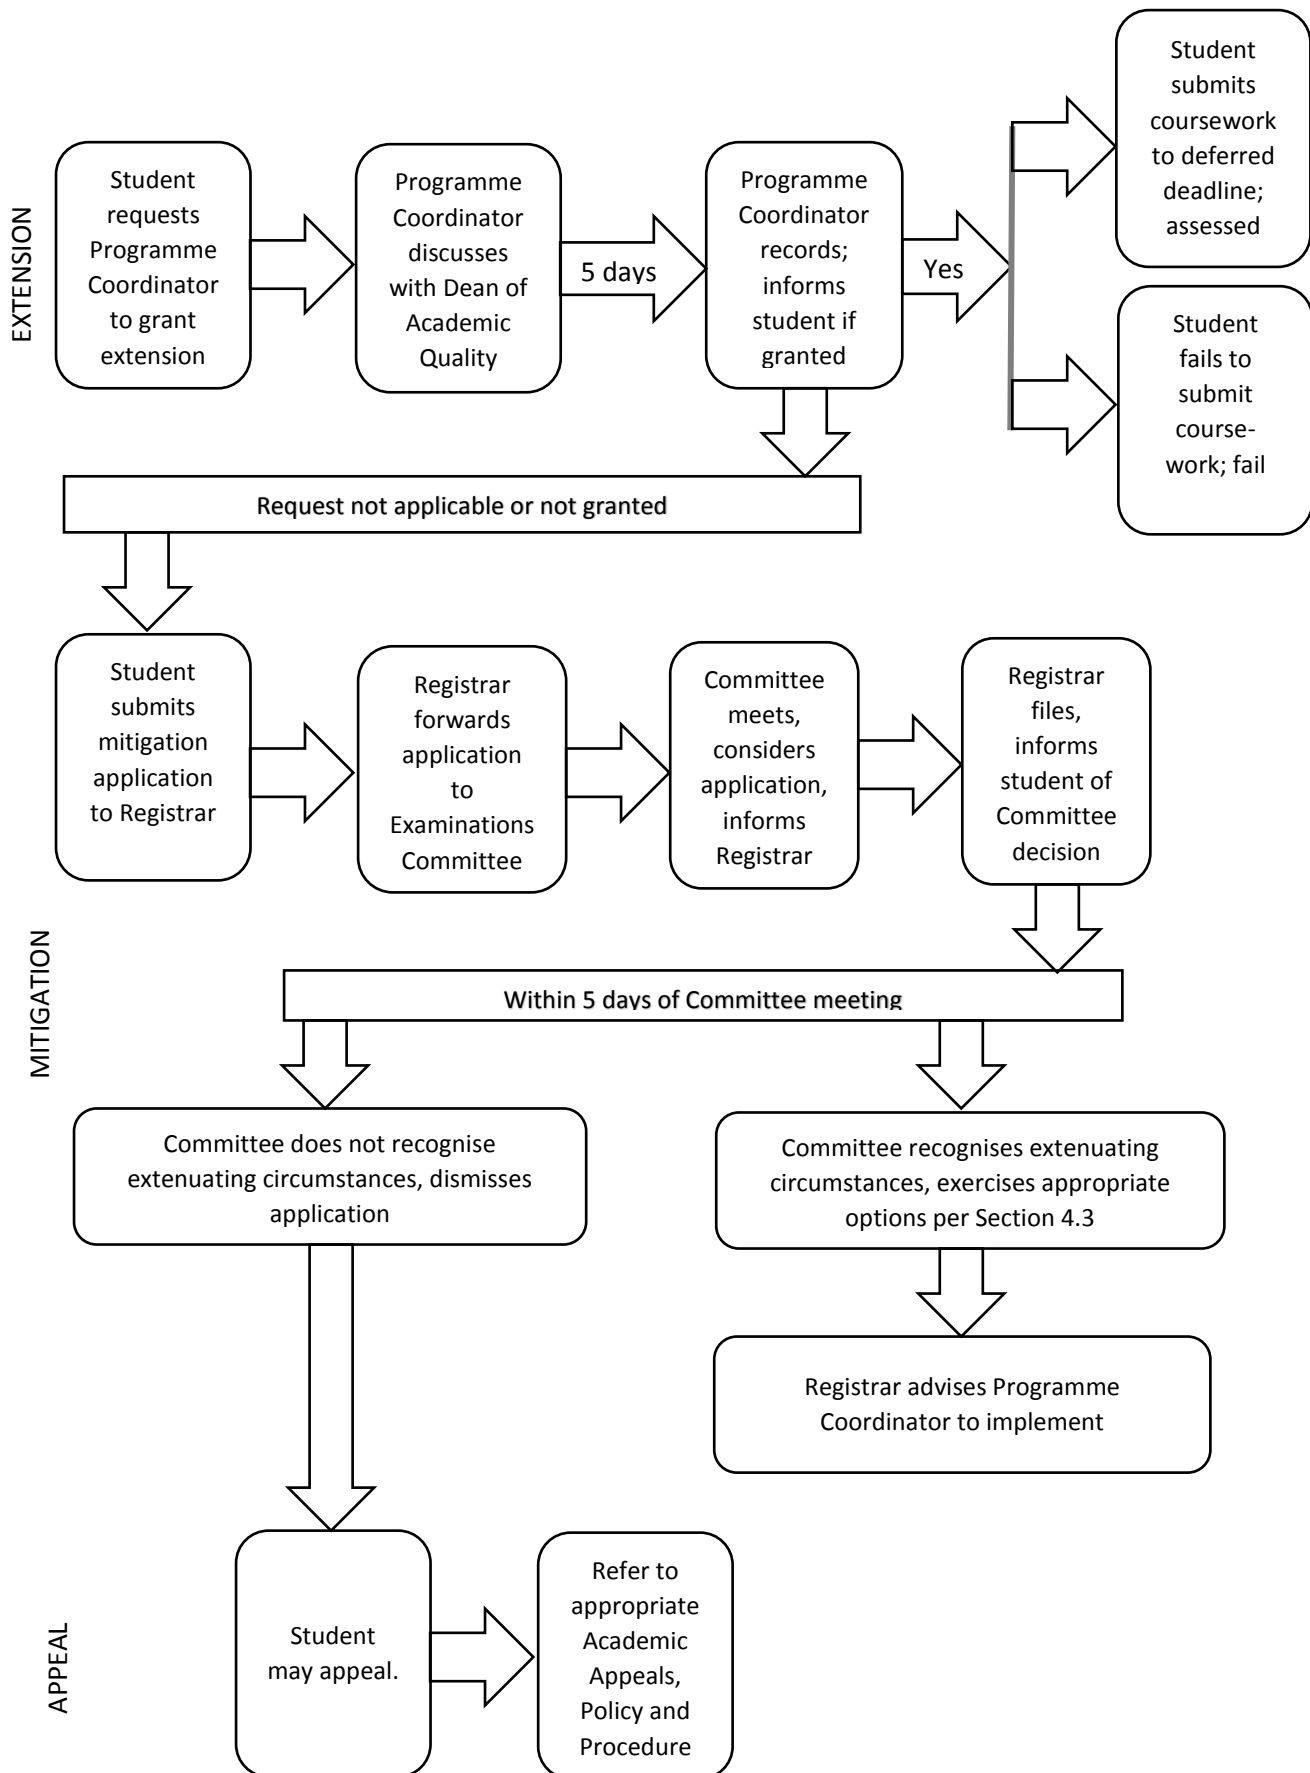 EXTENSION
Student
requests
Programme
Coordinator
to grant
extension
Programme
Coordinator
discusses
with Dean of
Academic
Quality
5 days
Programme
Coordinator
records;
informs
student if
granted
Yes
Student
submits
coursework
to deferred
deadline;
assessed
Student
fails to
submit
course-
work; fail
Request not applicable or not granted
MITIGATION
Student
submits
mitigation
application
to Registrar
Registrar
forwards
application
to
Examinations
Committee
Committee
meets,
considers
application,
informs
Registrar
Registrar
files,
informs
student of
Committee
decision
Within 5 days of Committee meeting
Committee does not recognise
extenuating circumstances, dismisses
application
Committee recognises extenuating
circumstances, exercises appropriate
options per Section 4.3
Registrar advises Programme
Coordinator to implement
APPEAL
Student
may appeal.
Refer to
appropriate
Academic
Appeals,
Policy and
Procedure